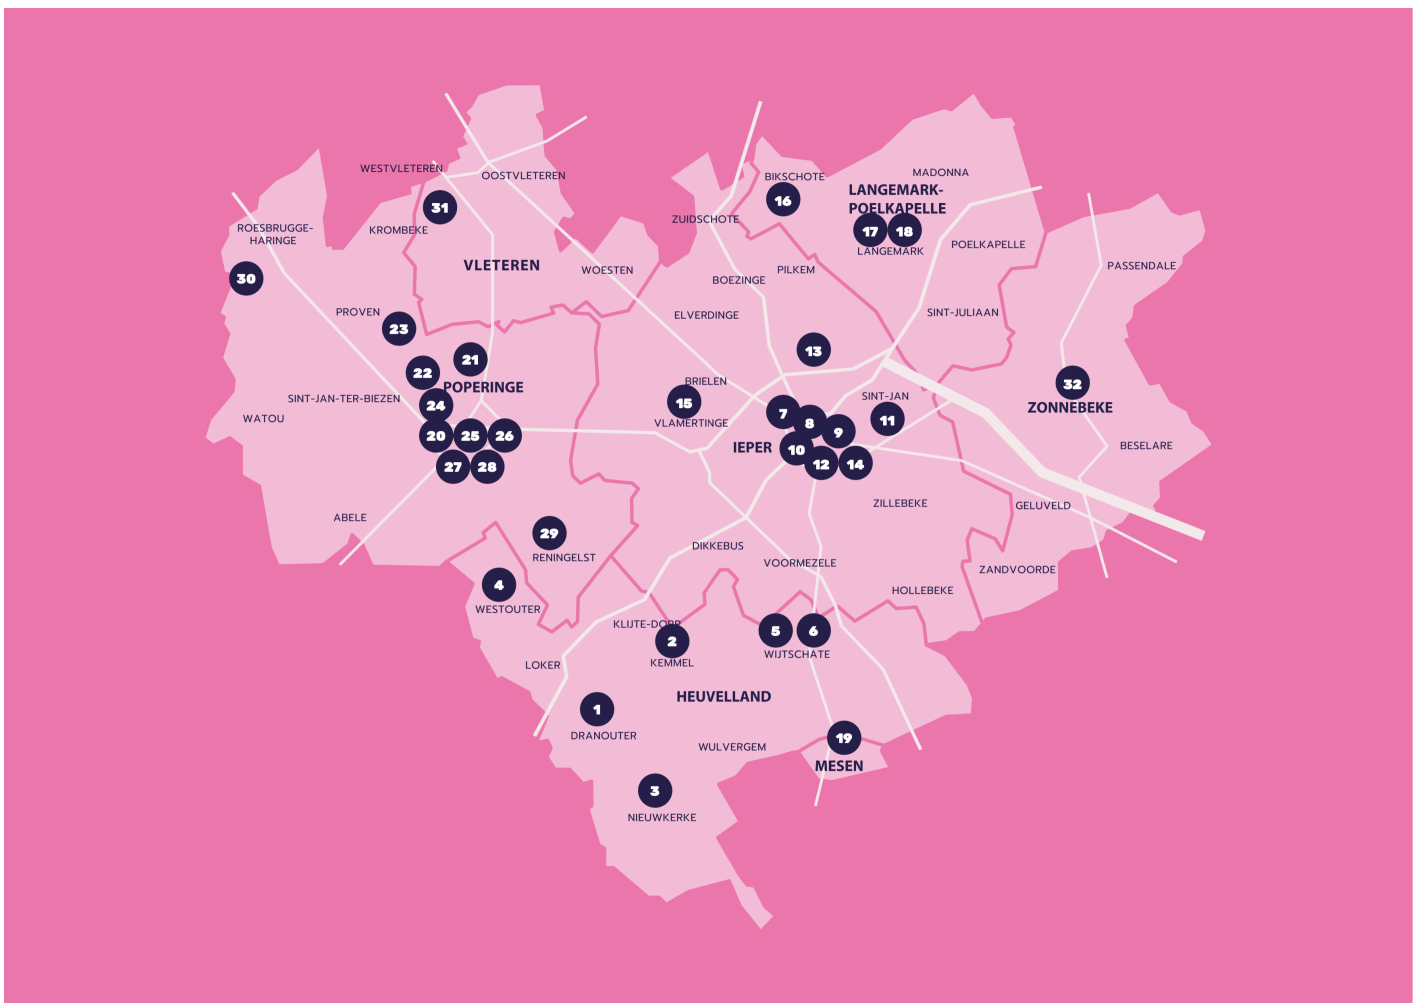 WESTVLETEREN
OOSTVLETEREN
BIKSCHOTE
MADONNA
LANGEMARK-
POELKAPELLE
16
31
ZUIDSCHOTE
ROESBRUGGE-
HARINGE
KROMBEKE
17
18
LANGEMARK
POELKAPELLE
VLETEREN
WOESTEN
PASSENDALE
30
BOEZINGE
PILKEM
PROVEN
23
ELVERDINGE
SINT-JULIAAN
13
21
22
POPERINGE
BRIELEN
32
SINT-JAN-TER-BIEZEN
24
15
SINT-JAN
ZONNEBEKE
WATOU
VLAMERTINGE
7
8
9
11
20
25
26
IEPER
10
BESELARE
27
28
12
14
ABELE
ZILLEBEKE
GELUVELD
29
RENINGELST
DIKKEBUS
VOORMEZELE
ZANDVOORDE
4
WESTOUTER
HOLLEBEKE
KLIJTE-DORP
2
5
6
LOKER
KEMMEL
WIJTSCHATE
HEUVELLAND
1
DRANOUTER
WULVERGEM
19
MESEN
3
NIEUWKERKE